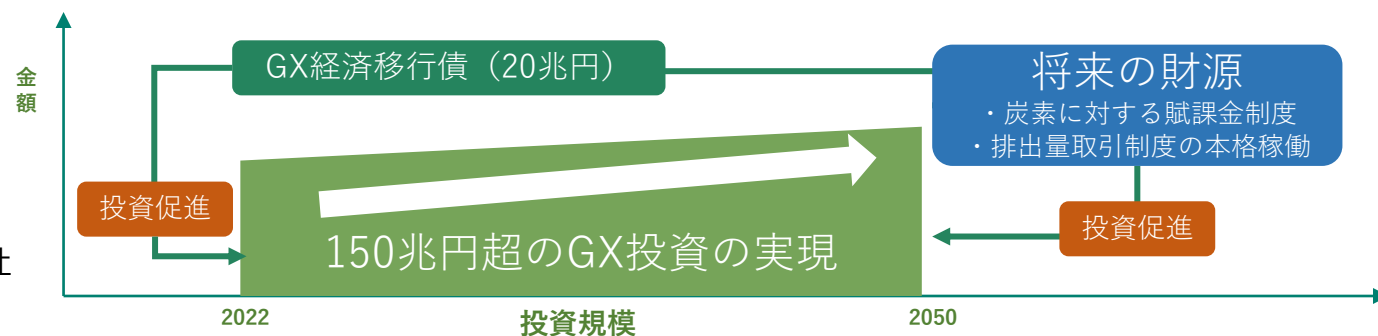 金額
GX経済移行債（20兆円）
将来の財源
・炭素に対する賦課金制度
・排出量取引制度の本格稼働
投資促進
投資促進
150兆円超のGX投資の実現
社
2022
投資規模
2050